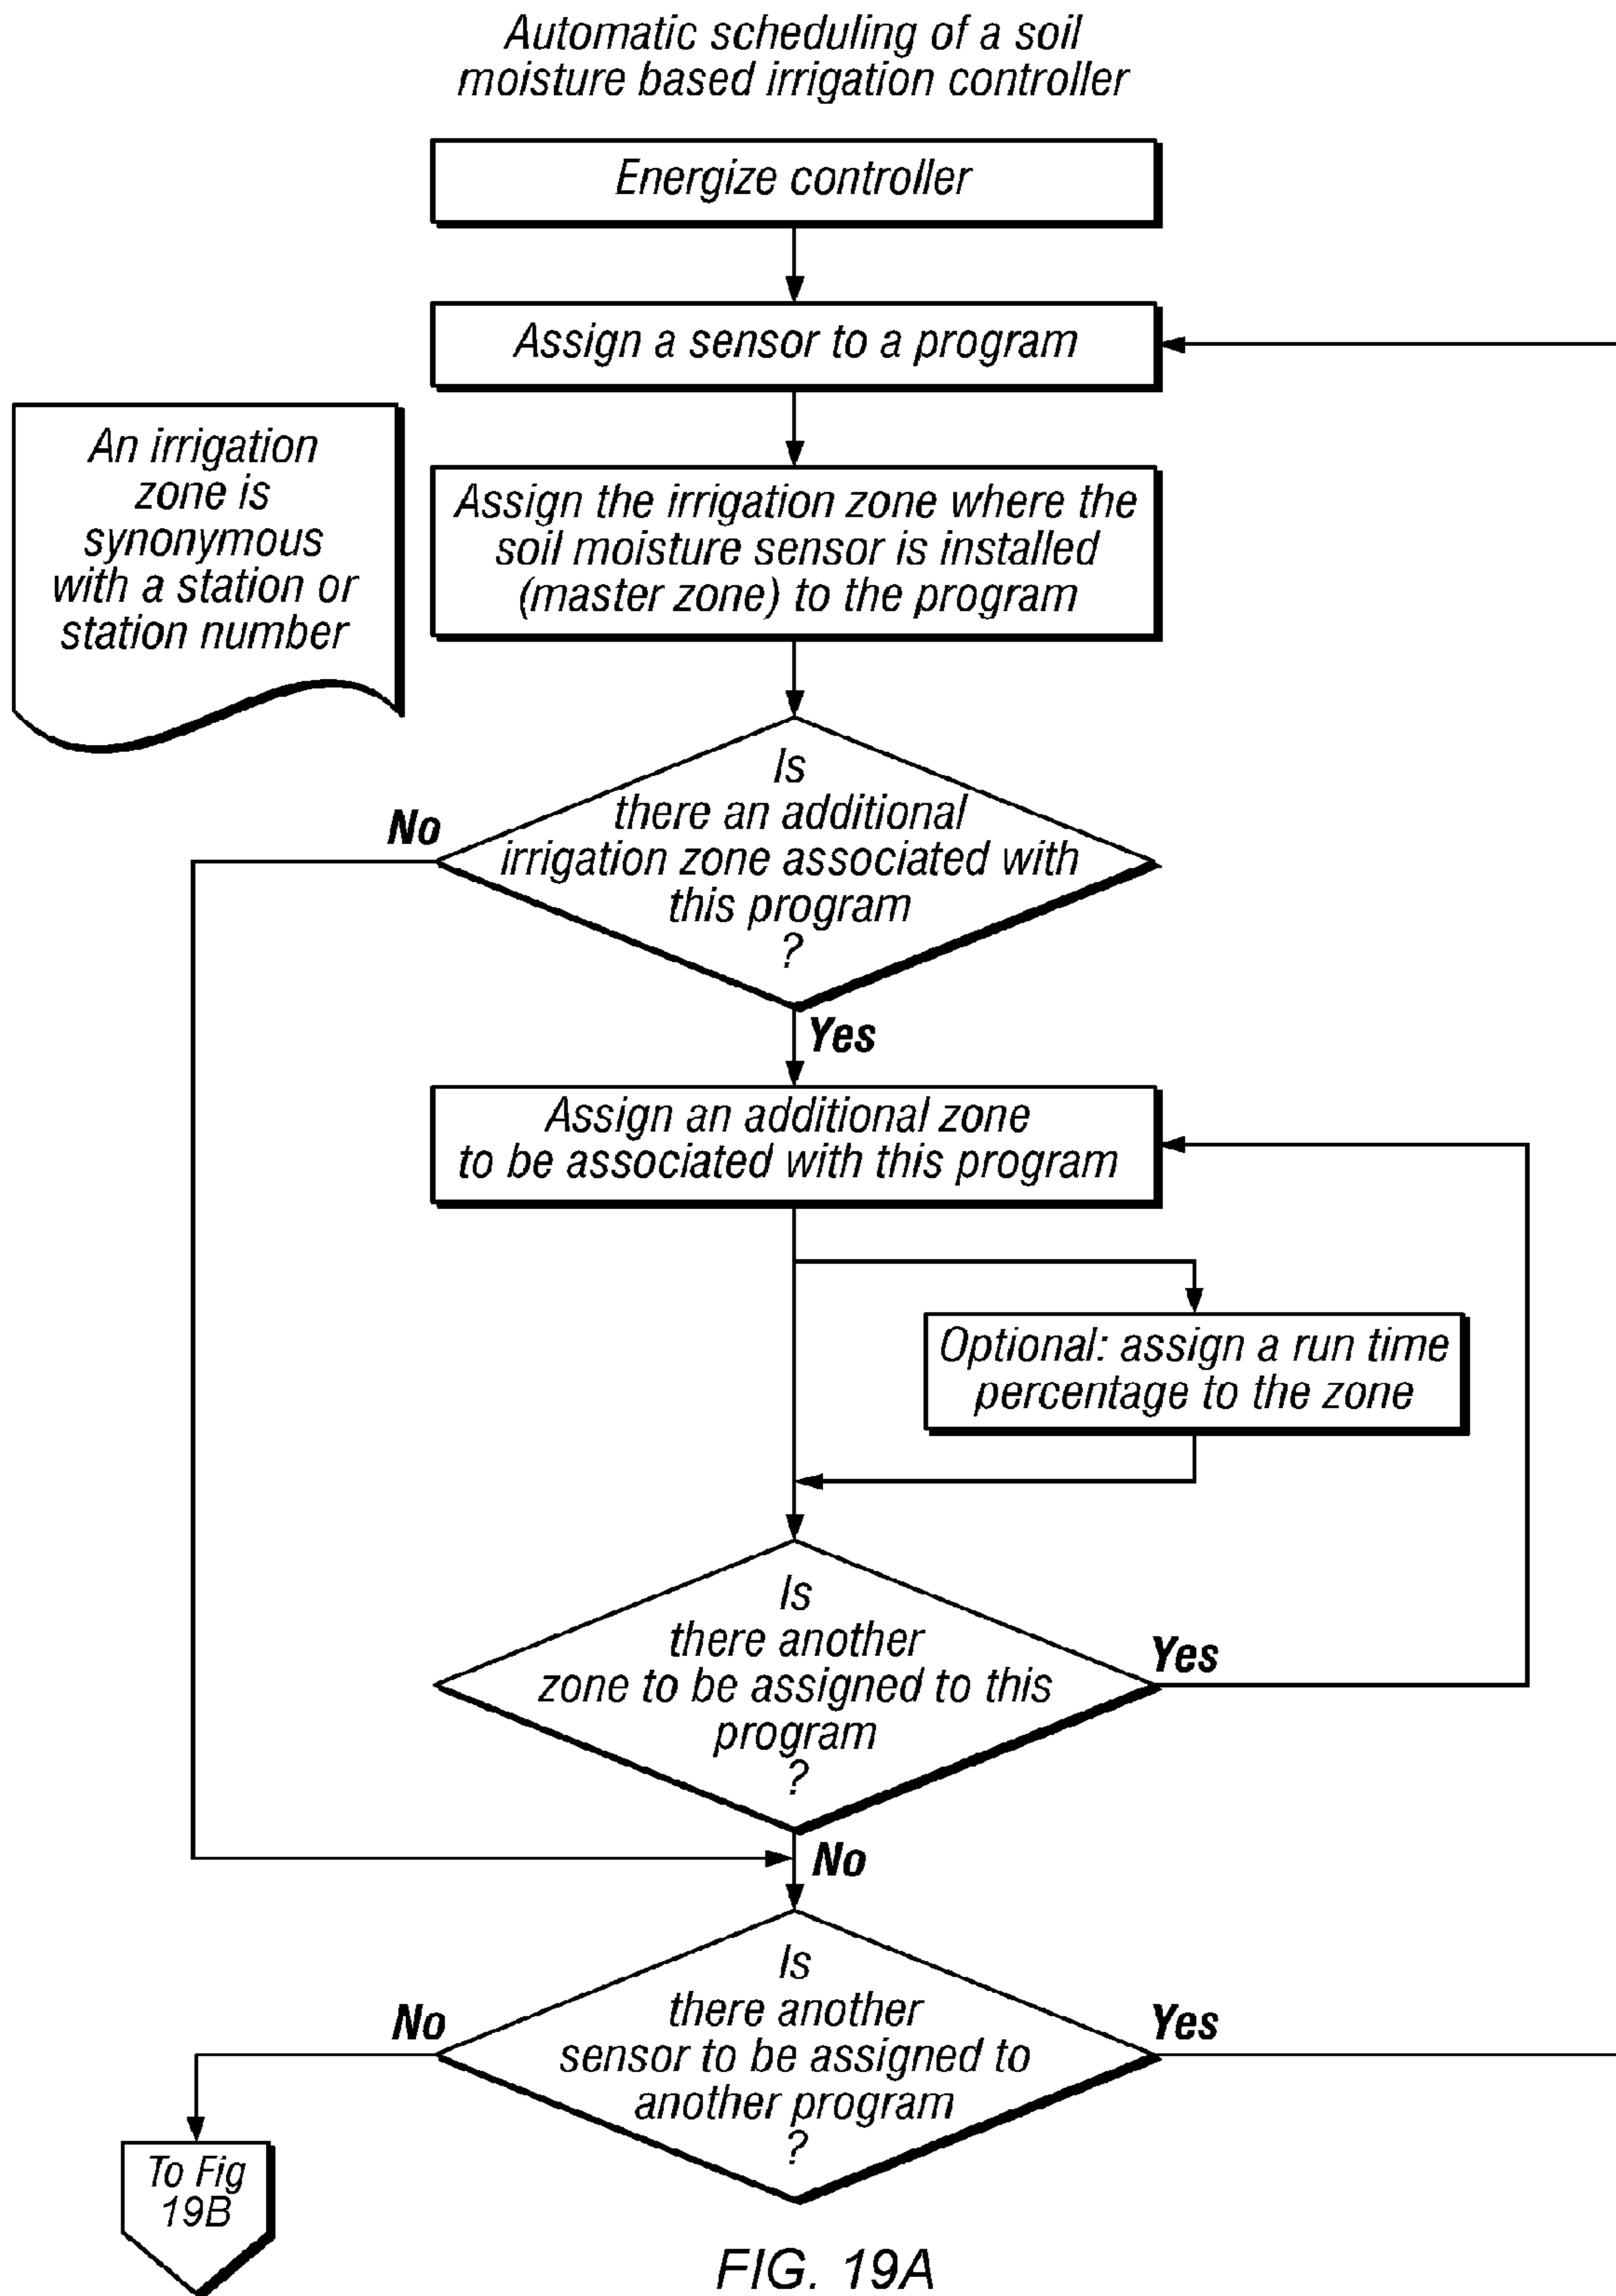 Automatic scheduling of a soil
moisture based irrigation controller
Energize controller
Assign a sensor to a program
An irrigation
zone is
synonymous
with a station or
station number
Assign the irrigation zone where the
soil moisture sensor is installed
(master zone) to the program
Is
there an additional
irrigation zone associated with
this program
?
No
Yes
Assign an additional zone
to be associated with this program
Optional: assign a run time
percentage to the zone
Is
there another
zone to be assigned to this
program
?
Yes
No
Is
there another
sensor to be assigned to
another program
?
No
Yes
To Fig
19B
FIG. 19A